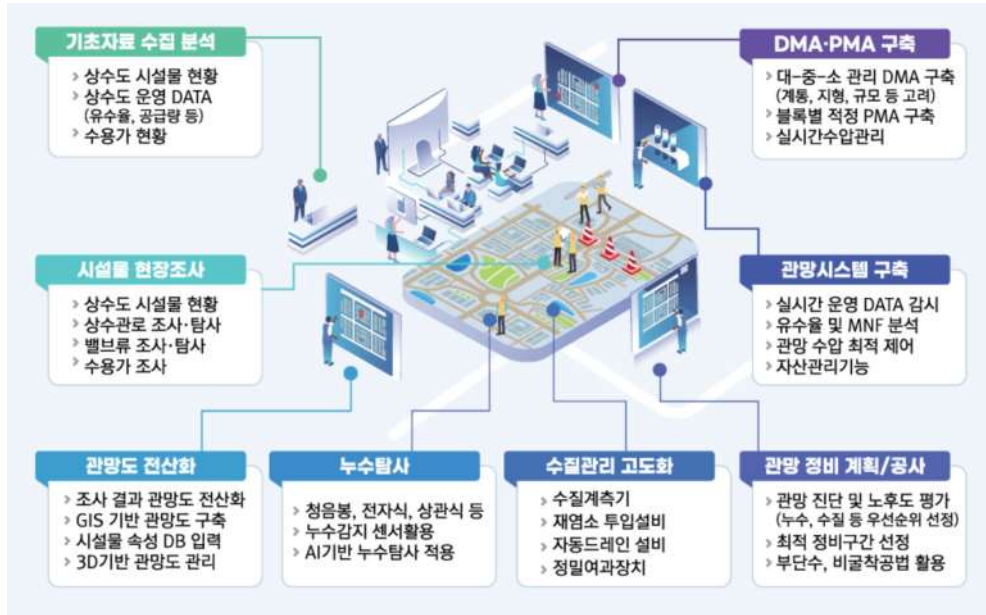 기초자료 수집 분석
> 상수도 시설물 현황
> 상수도 운영 DATA
(유수율, 공급량 등)
> 수용가 현황
DMA·PMA 구축
> 대-중-소 관리 DMA 구축
(계통, 지형, 규모 등 고려)
> 블록별 적정 PMA 구축
> 실시간수압관리
시설물 현장조사
> 상수도 시설물 현황
> 상수관로 조사·탐사
> 밸브류 조사·탐사
> 수용가 조사
관망시스템 구축
> 실시간 운영 DATA 감시
> 유수율 및 MNF 분석
> 관망 수압 최적 제어
> 자산관리기능
관망도 전산화
> 조사 결과 관망도 전산화
> GIS 기반 관망도 구축
> 시설물 속성 DB 입력
> 3D기반 관망도 관리
누수탐사
> 청음봉, 전자식, 상관식 등
> 누수감지 센서활용
> AI기반 누수탐사 적용
수질관리 고도화
> 수질계측기
> 재염소 투입설비
> 자동드레인 설비
> 정밀여과장치
관망 정비 계획/공사
> 관망 진단 및 노후도 평가
(누수, 수질 등 우선순위 선정)
> 최적 정비구간 선정
> 부단수, 비굴착공법 활용